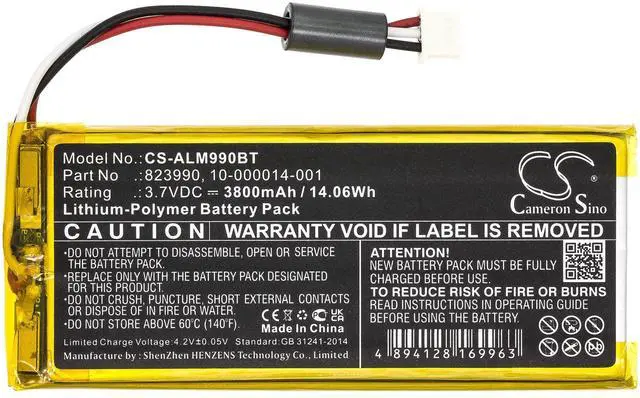 Model No.: CS-ALM990BT
Part No :823990, 10-000014-001
Rating :3.7VDC ⎓ 3800mAh / 14.06Wh
Lithium-Polymer Battery Pack
CS
Cameron Sino
CAUTION WARRANTY VOID IF LABEL IS REMOVED
•DO NOT ATTEMPT TO DISASSEMBLE, OPEN OR SERVICE
THE BATTERY PACK.
•REPLACE ONLY WITH THE BATTERY PACK DESIGNATED
FOR THIS PRODUCT.
•DO NOT CRUSH, PUNCTURE, SHORT EXTERNAL CONTACTS
OR DISPOSE OF IN FIRE OR WATER.
•DO NOT STORE ABOVE 60℃ (140℉).
Made In China
Limited Charging Voltage:4.2V±0.05V Standard:GB 31241-2014
Manufacture by : ShenZhen HENZENS Technology Co., Limited.
ATTENTION!
NEW BATTERY PACK MUST BE FULLY
CHARGED BEFORE USE.
TO REDUCE RISK OF FIRE OR BURNS
READ INSTRUCTIONS ON BATTERY BEFORE
USE.
4 894128 169963